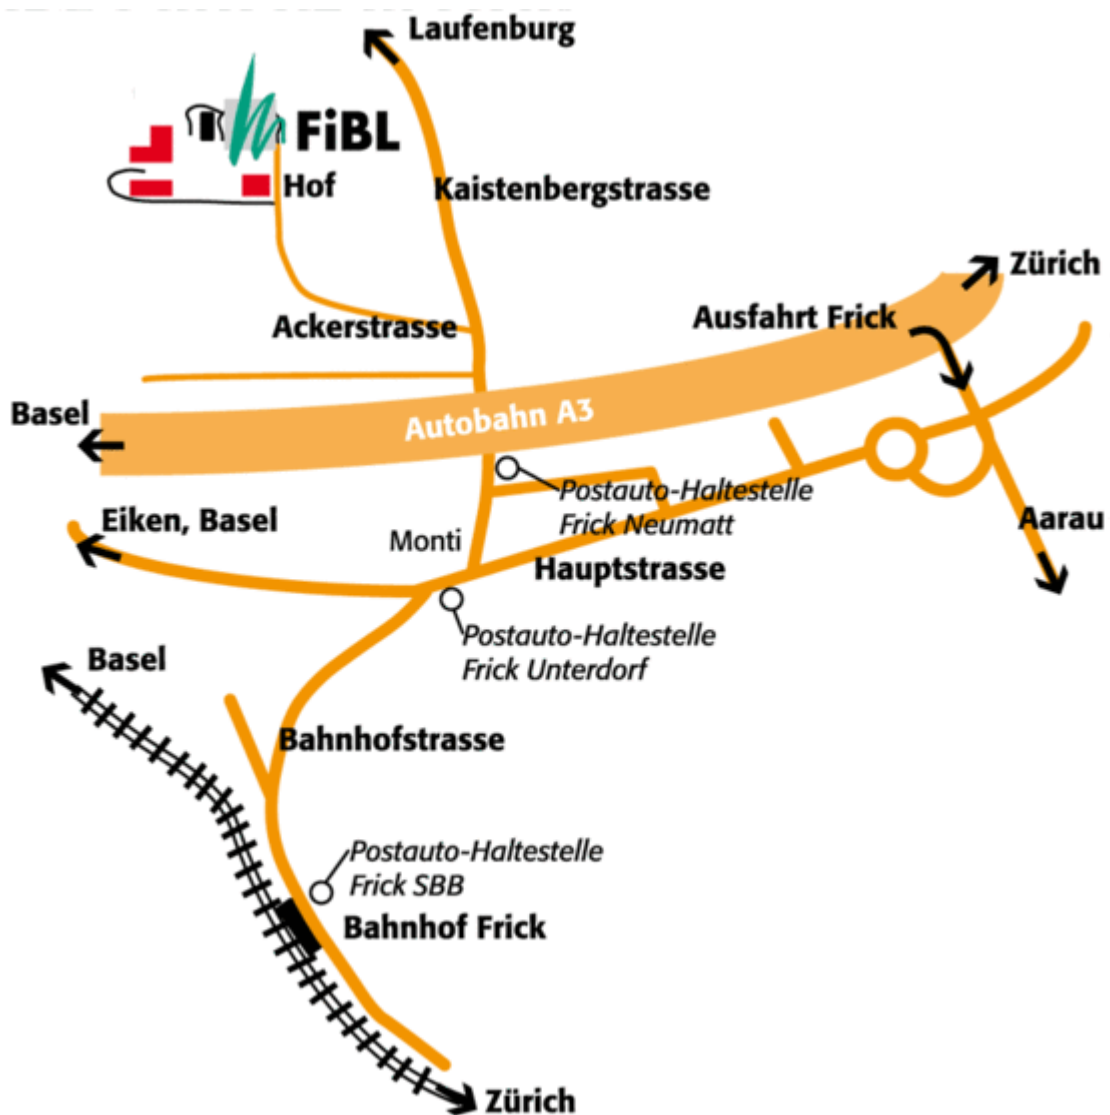 Laufenburg
FiBL
Hof
Kaistenbergstrasse
Zürich
Ausfahrt Frick
Ackerstrasse
Basel
Autobahn A3
Postauto-Haltestelle
Frick Neumatt
Eiken, Basel
Aarau
Monti
Hauptstrasse
Postauto-Haltestelle
Frick Unterdorf
Basel
Bahnhofstrasse
Postauto-Haltestelle
Frick SBB
Bahnhof Frick
Zürich